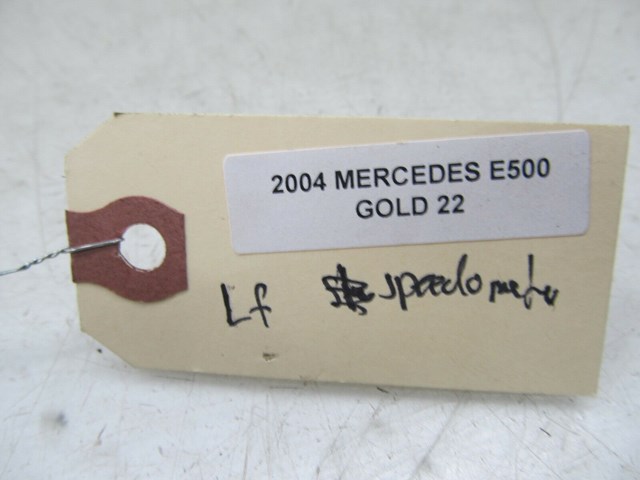 2004 MERCEDES E500
GOLD 22
Lf speedometer